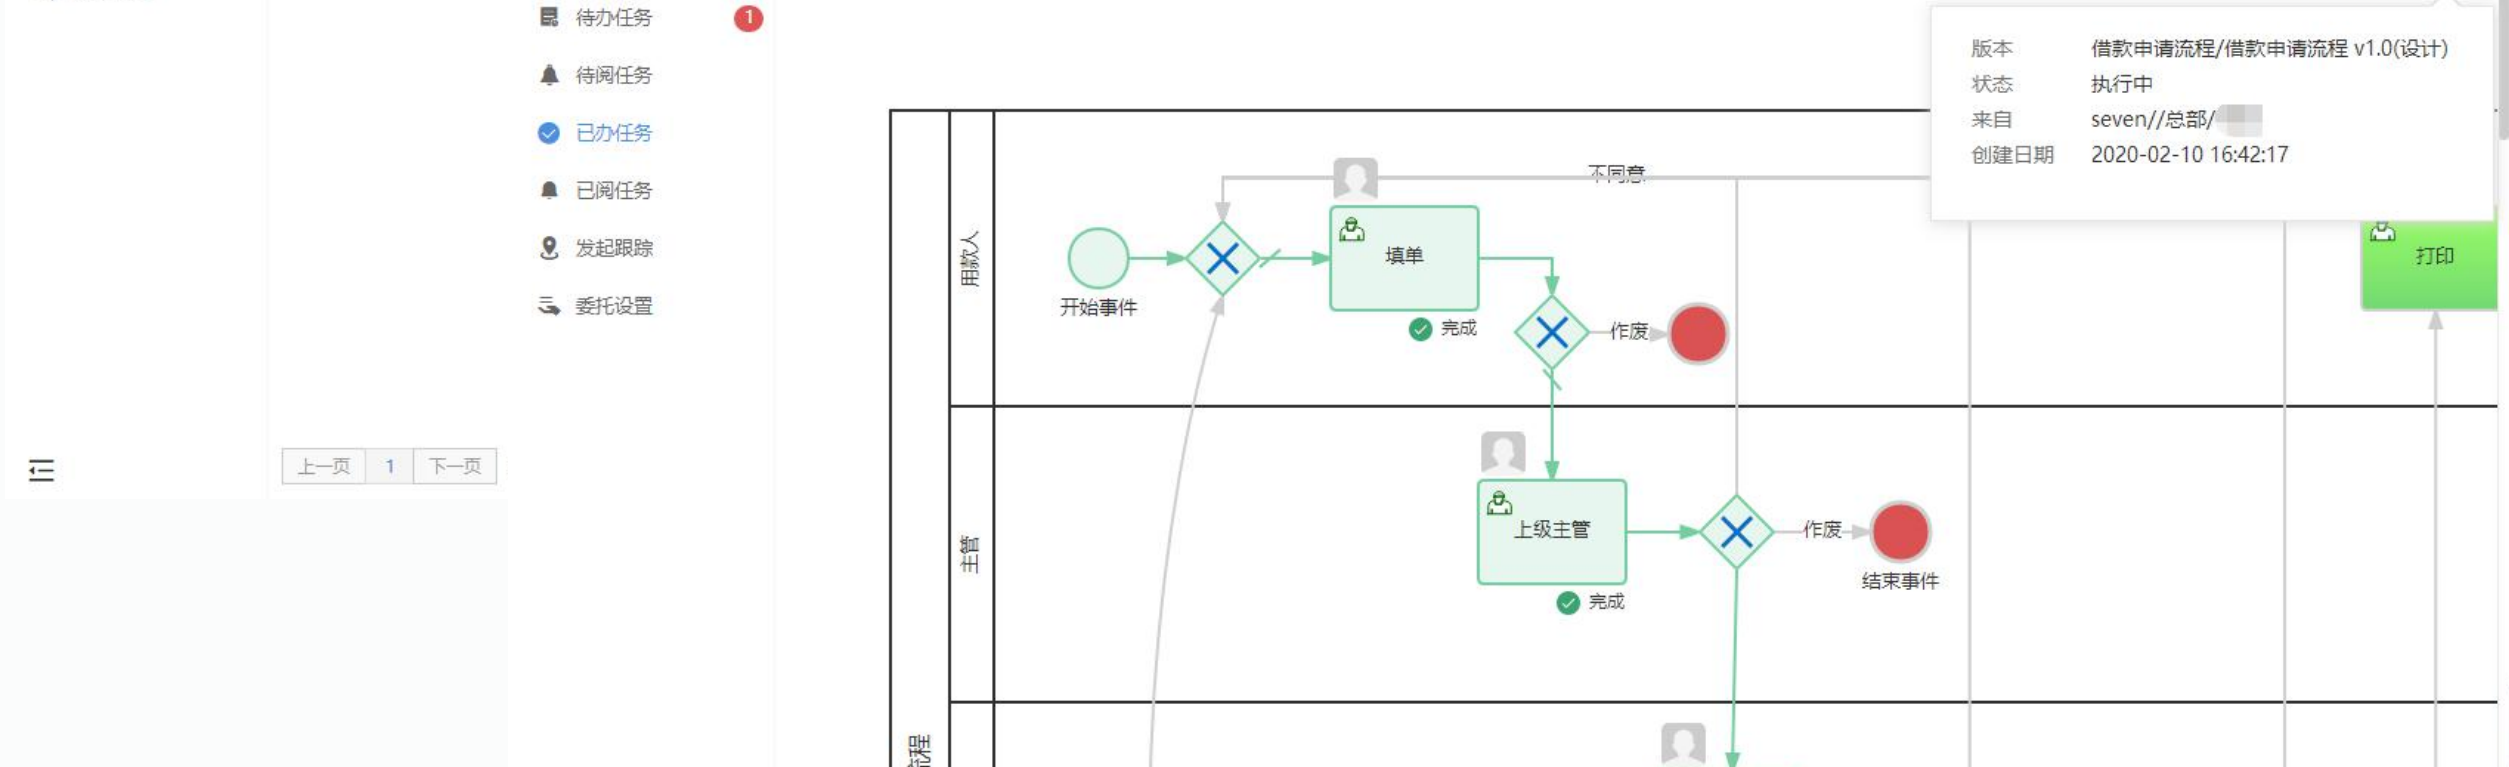 待办任务
1
待阅任务
已办任务
已阅任务
发起跟踪
委托设置
上一页
1
下一页
版本 借款申请流程/借款申请流程 v1.0(设计)
状态 执行中
来自 seven//总部/
创建日期 2020-02-10 16:42:17
不同意
用款人
开始事件
填单
完成
作废
打印
主管
上级主管
完成
作废
结束事件
程